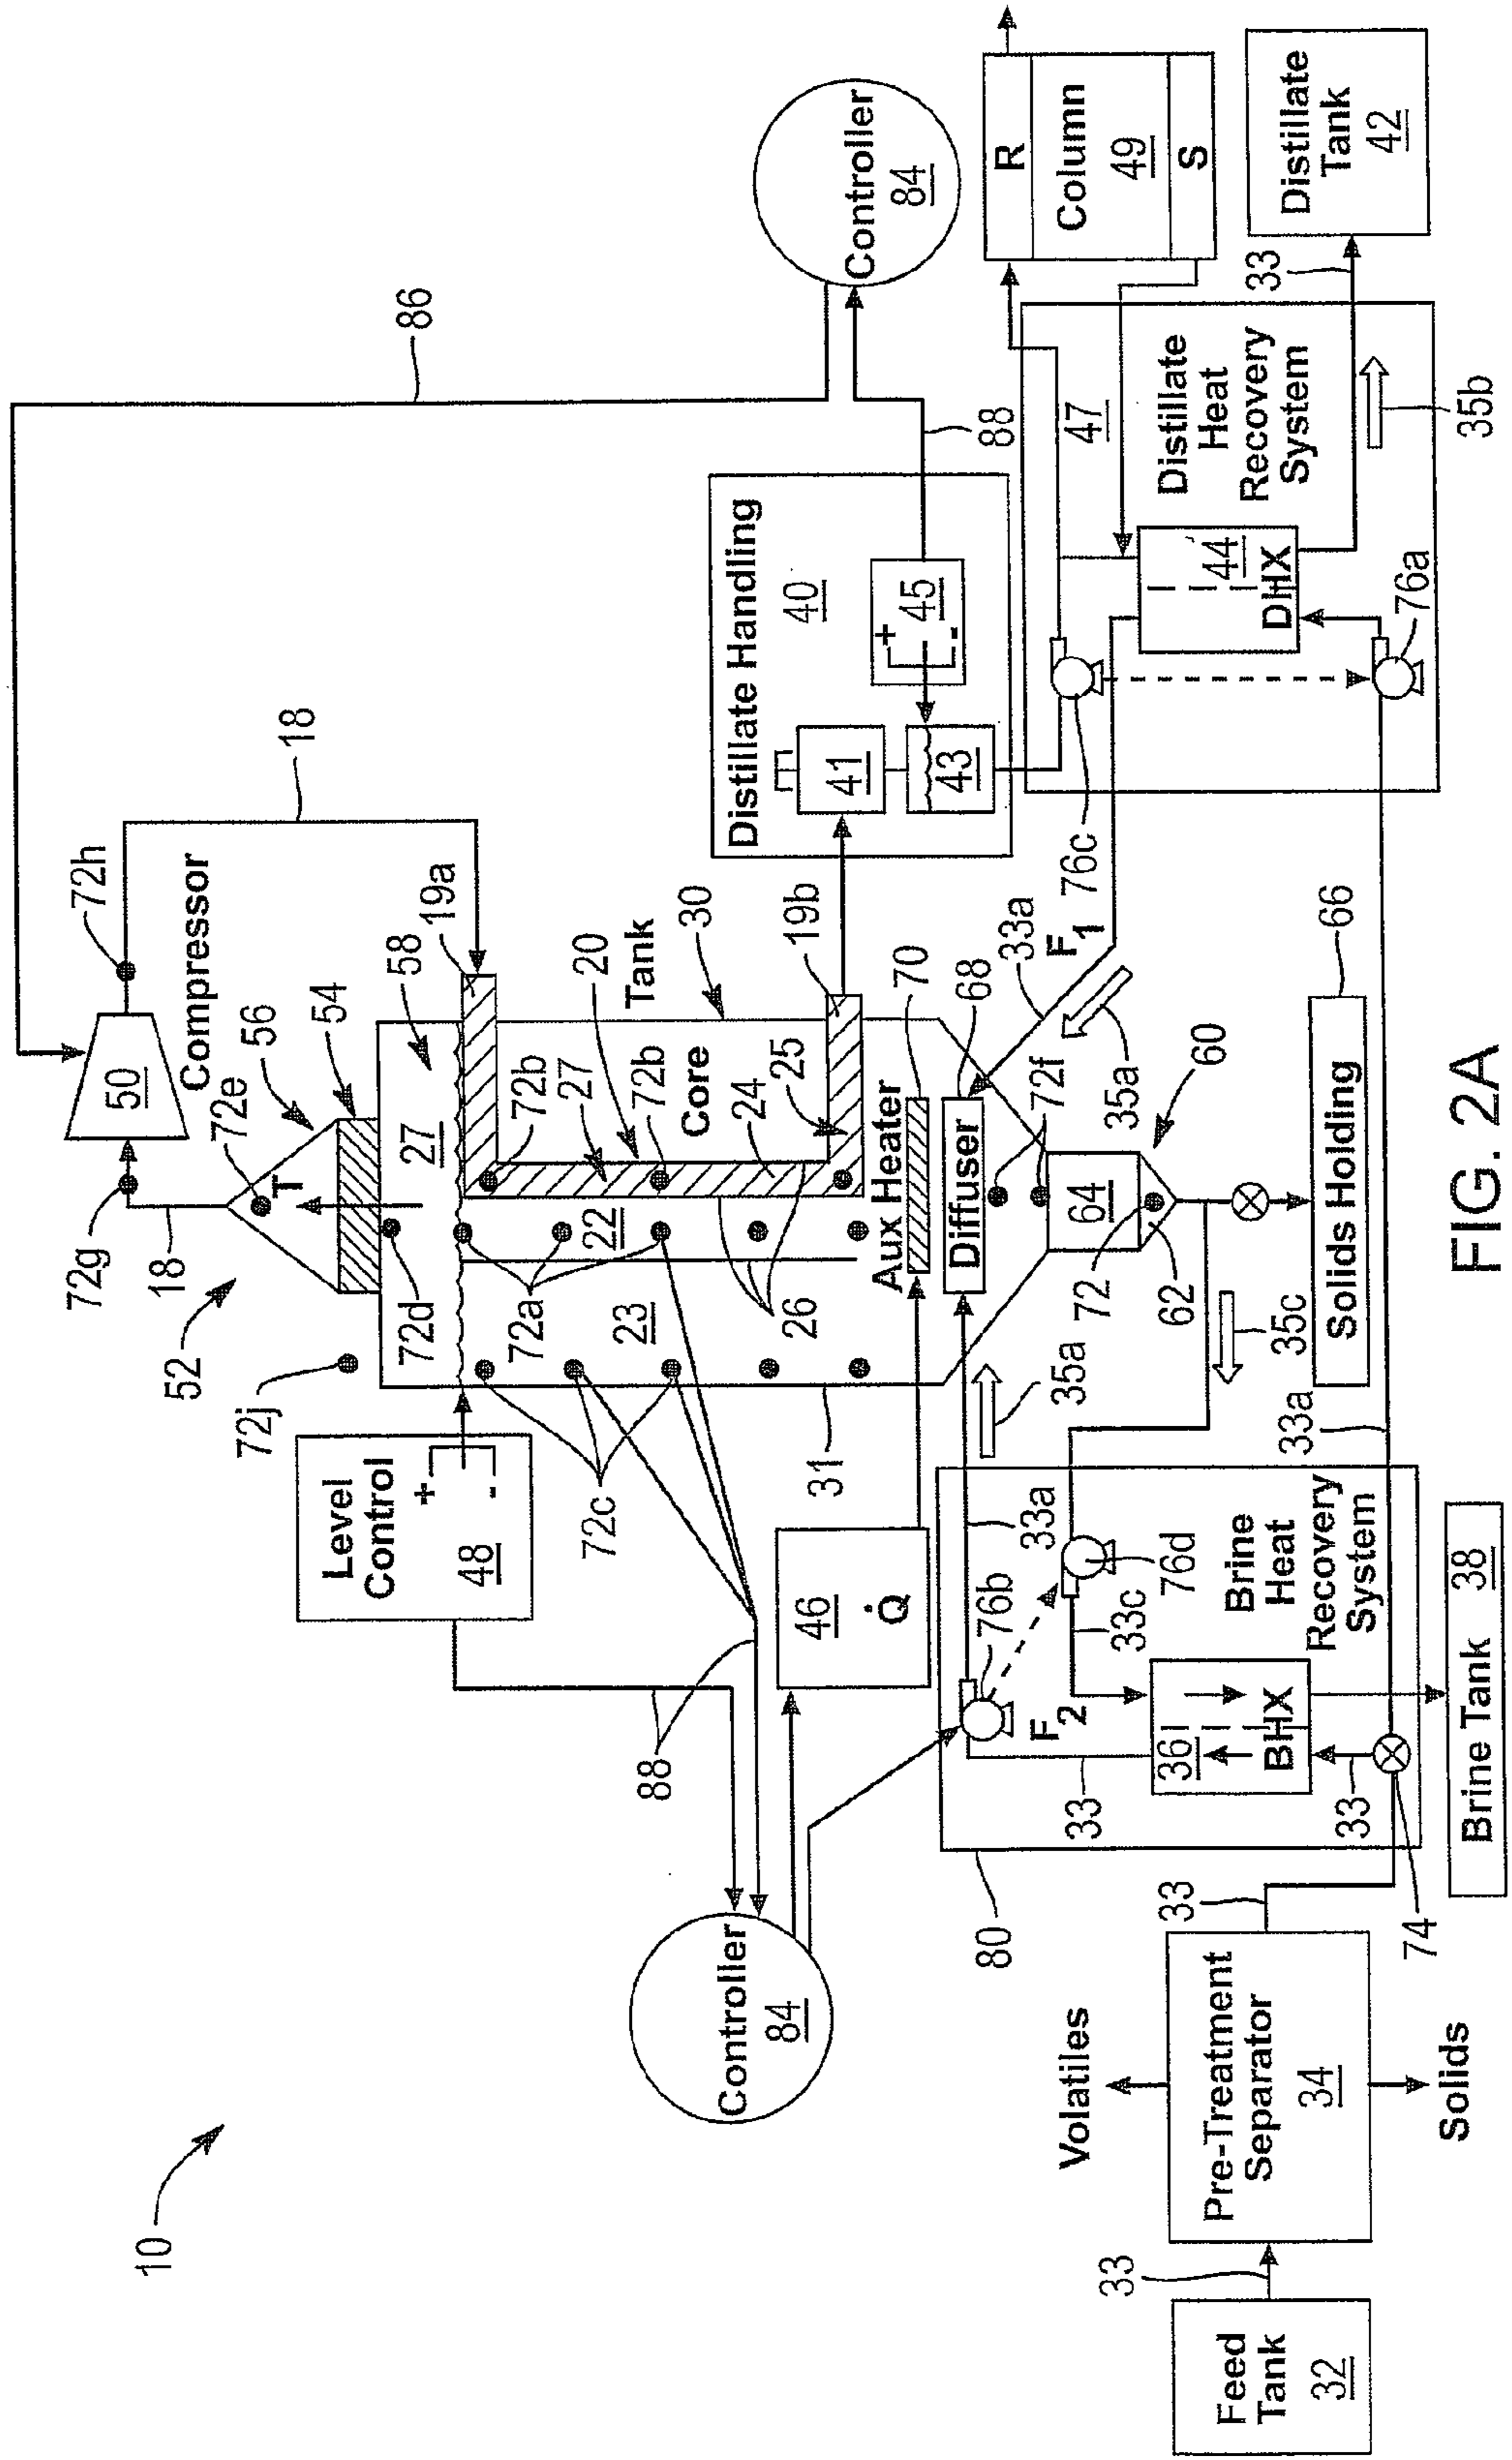 10
86
72h
18
50
Compressor
72g
72e
56
54
18
T
58
19a
52
27
72j
72d
Level
Control
48
+
-
72b
27
20
Tank
30
22
72a
72b
Core
23
24
25
19b
26
72c
31
Aux Heater
70
Diffuser
68
72f
33a
F1
35a
64
60
72
62
35c
Solids Holding
66
Distillate Handling
40
41
43
+
45
-
88
Controller
84
R
Column
49
S
47
76c
44
DHX
76a
Distillate
Heat
Recovery
System
33
35b
Distillate
Tank
42
88
46
Q̇
Controller
84
35a
33a
76b
76d
F2
33c
33
36
BHX
33
Brine
Heat
Recovery
System
33a
80
Brine Tank 38
74
33
Volatiles
Pre-Treatment
Separator
34
Solids
33
Feed
Tank
32
FIG. 2A